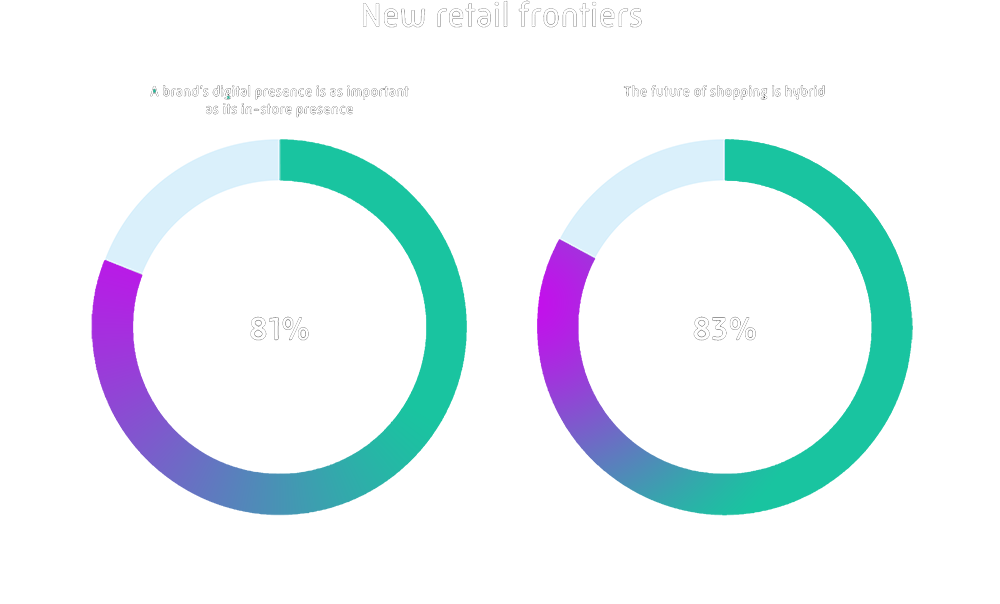 New retail frontiers
A brand's digital presence is as important
as its in-store presence
The future of shopping is hybrid
81%
83%